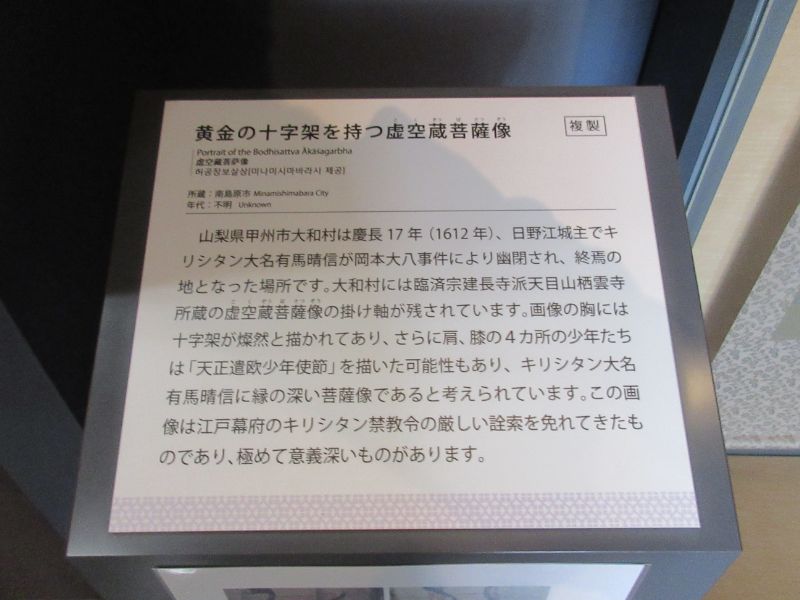 黄金の十字架を持つ虚空蔵菩薩像
複製
Portrait of the Bodhisattva Ākāśagarbha
虚空藏菩萨像
허공장보살상[미나미시마바라시 제공]
所蔵：南島原市 Minamishimabara City
年代：不明 Unknown
山梨県甲州市大和村は慶長 17 年（1612 年）、日野江城主でキ
リシタン大名有馬晴信が岡本大八事件により幽閉され、終焉の
地となった場所です。大和村には臨済宗建長寺派天目山栖雲寺
所蔵の虚空蔵菩薩像の掛け軸が残されています。画像の胸には
十字架が燦然と描かれてあり、さらに肩、膝の４カ所の少年たち
は「天正遣欧少年使節」を描いた可能性もあり、キリシタン大名
有馬晴信に縁の深い菩薩像であると考えられています。この画
像は江戸幕府のキリシタン禁教令の厳しい詮索を免れてきたも
のであり、極めて意義深いものがあります。